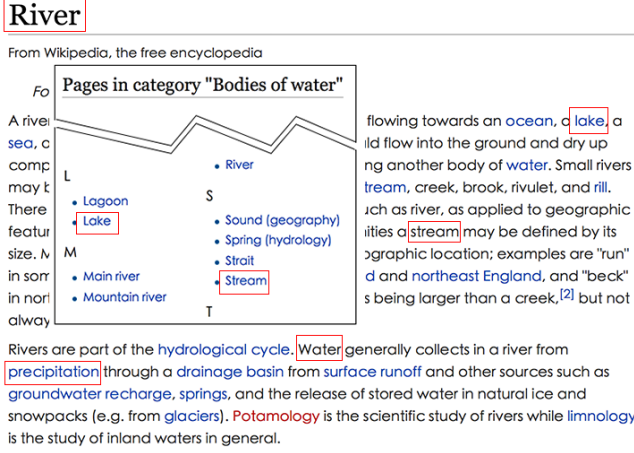 River
From Wikipedia, the free encyclopedia
Fo
Pages in category "Bodies of water"
L
Lagoon
Lake
M
Main river
Mountain river
River
S
Sound (geography)
Spring (hydrology)
Strait
Stream
T
A rive flowing towards an ocean, a lake, a
sea, ld flow into the ground and dry up
comp ng another body of water. Small rivers
may b tream, creek, brook, rivulet, and rill.
There uch as river, as applied to geographic
featur ities a stream may be defined by its
size. ographic location; examples are "run"
in som d and northeast England, and "beck"
in nort s being larger than a creek,[2] but not
alway
Rivers are part of the hydrological cycle. Water generally collects in a river from
precipitation through a drainage basin from surface runoff and other sources such as
groundwater recharge, springs, and the release of stored water in natural ice and
snowpacks (e.g. from glaciers). Potamology is the scientific study of rivers while limnology
is the study of inland waters in general.